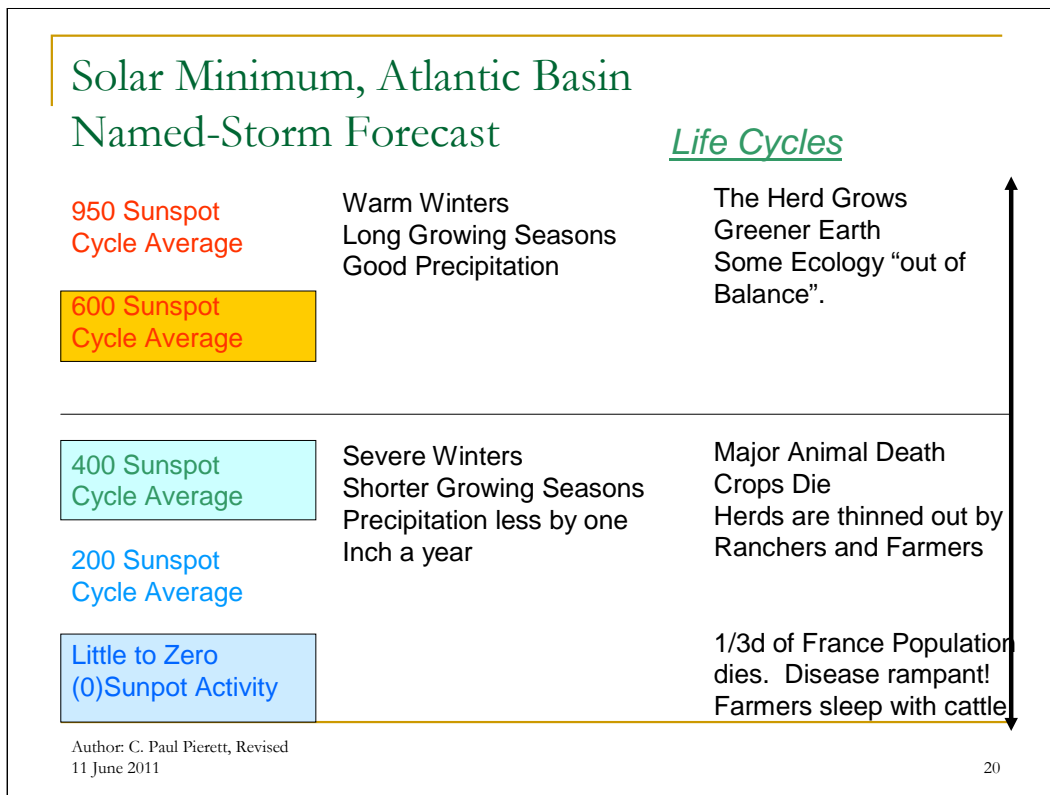 Solar Minimum, Atlantic Basin
Named-Storm Forecast
Life Cycles
950 Sunspot
Cycle Average
Warm Winters
Long Growing Seasons
Good Precipitation
The Herd Grows
Greener Earth
Some Ecology “out of
Balance”.
600 Sunspot
Cycle Average
400 Sunspot
Cycle Average
Severe Winters
Shorter Growing Seasons
Precipitation less by one
Inch a year
Major Animal Death
Crops Die
Herds are thinned out by
Ranchers and Farmers
200 Sunspot
Cycle Average
Little to Zero
(0)Sunpot Activity
1/3d of France Population
dies. Disease rampant!
Farmers sleep with cattle
Author: C. Paul Pierett, Revised
11 June 2011
20